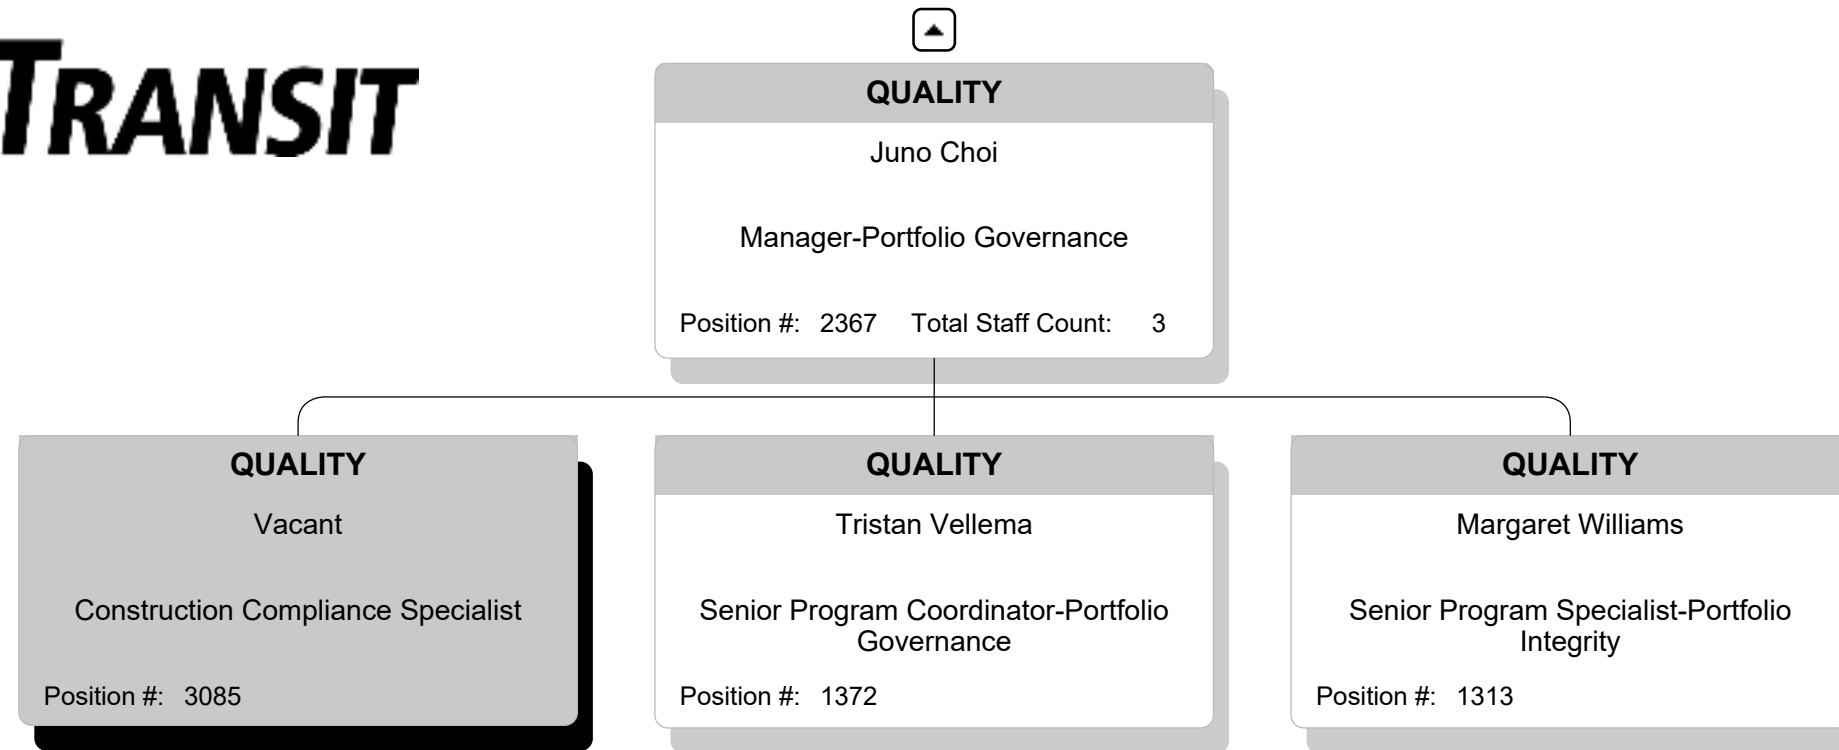 TRANSIT
QUALITY
Juno Choi
Manager-Portfolio Governance
Position #: 2367 Total Staff Count: 3
QUALITY
Vacant
Construction Compliance Specialist
Position #: 3085
QUALITY
Tristan Vellema
Senior Program Coordinator-Portfolio
Governance
Position #: 1372
QUALITY
Margaret Williams
Senior Program Specialist-Portfolio
Integrity
Position #: 1313